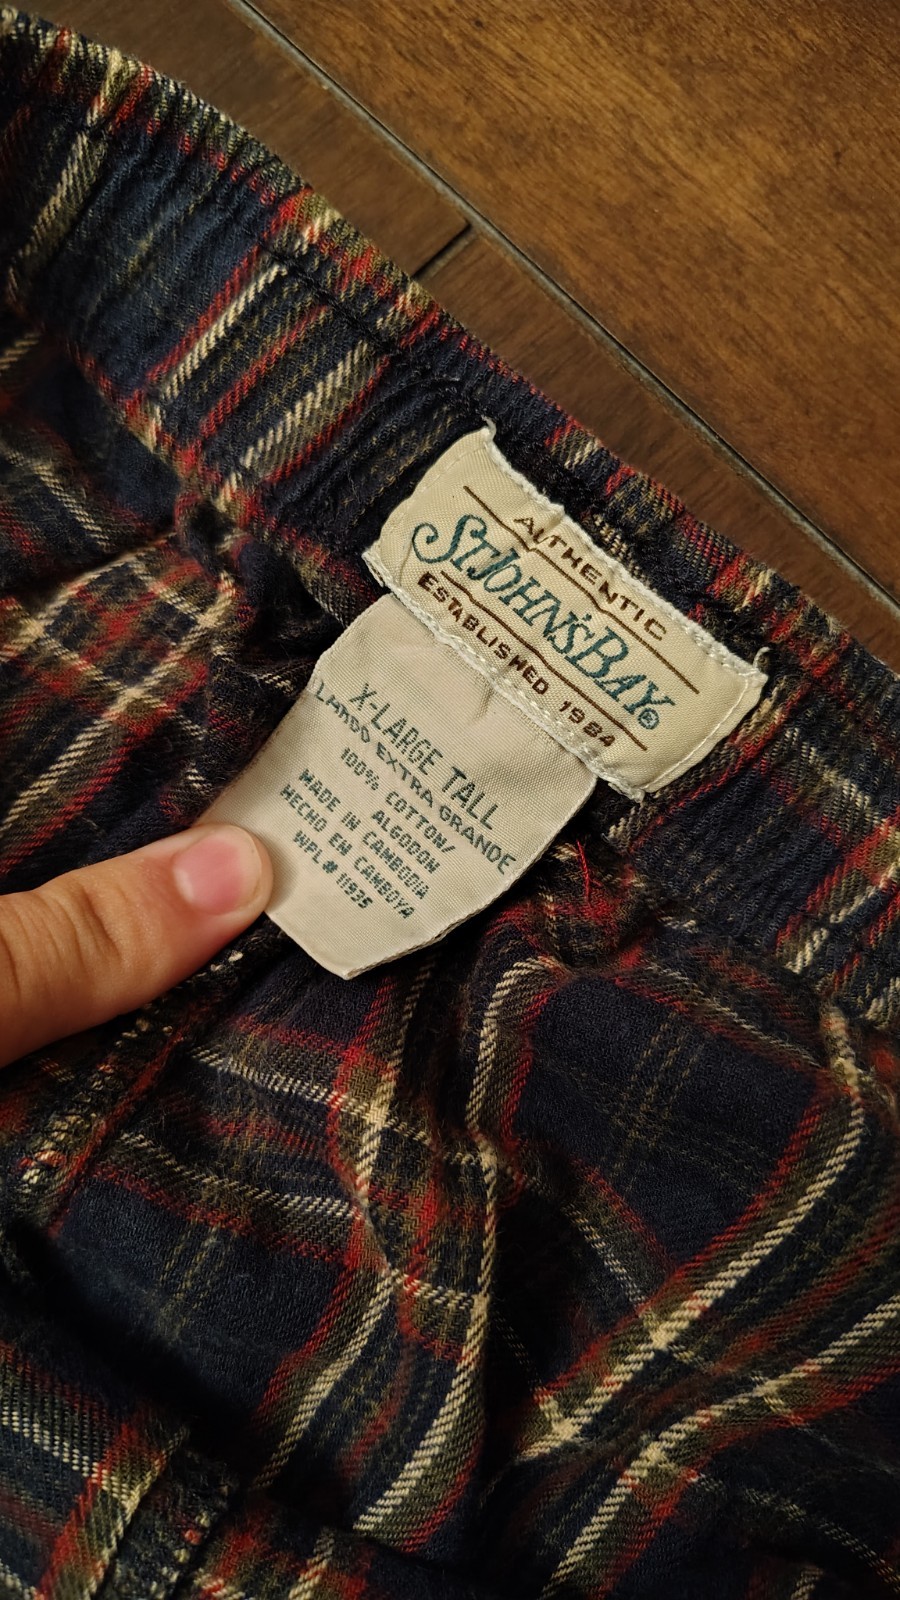 AUTHENTIC
ST. JOHN'S BAY®
ESTABLISHED 1984
X-LARGE TALL
LARGO EXTRA GRANDE
100% COTTON/
ALGODON
MADE IN CAMBODIA
HECHO EN CAMBOYA
WPL# 11935